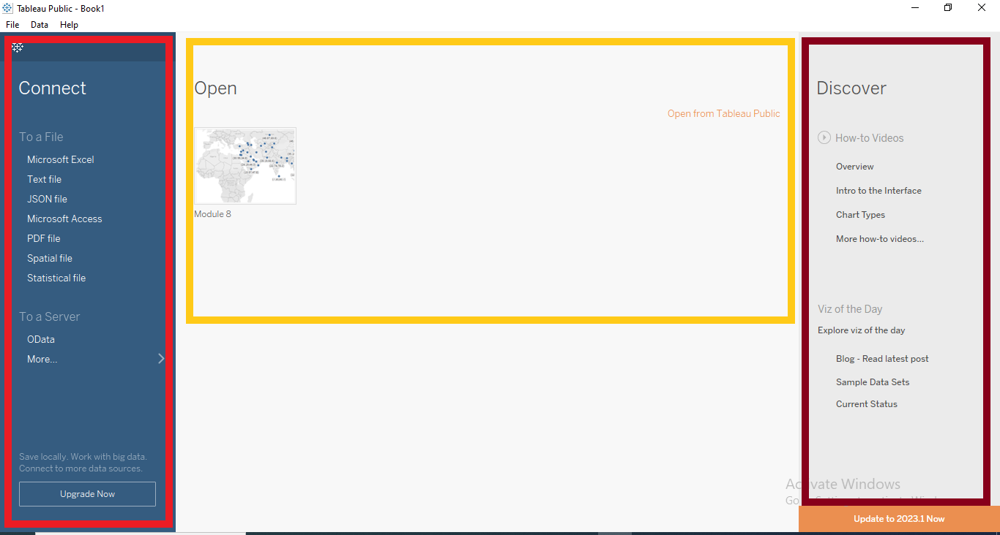 Tableau Public - Book1
File Data Help
Connect
To a File
Microsoft Excel
Text file
JSON file
Microsoft Access
PDF file
Spatial file
Statistical file
To a Server
OData
More...
Save locally. Work with big data.
Connect to more data sources.
Upgrade Now
Open
Open from Tableau Public
Module 8
Discover
How-to Videos
Overview
Intro to the Interface
Chart Types
More how-to videos...
Viz of the Day
Explore viz of the day
Blog - Read latest post
Sample Data Sets
Current Status
Activate Windows
Update to 2023.1 Now